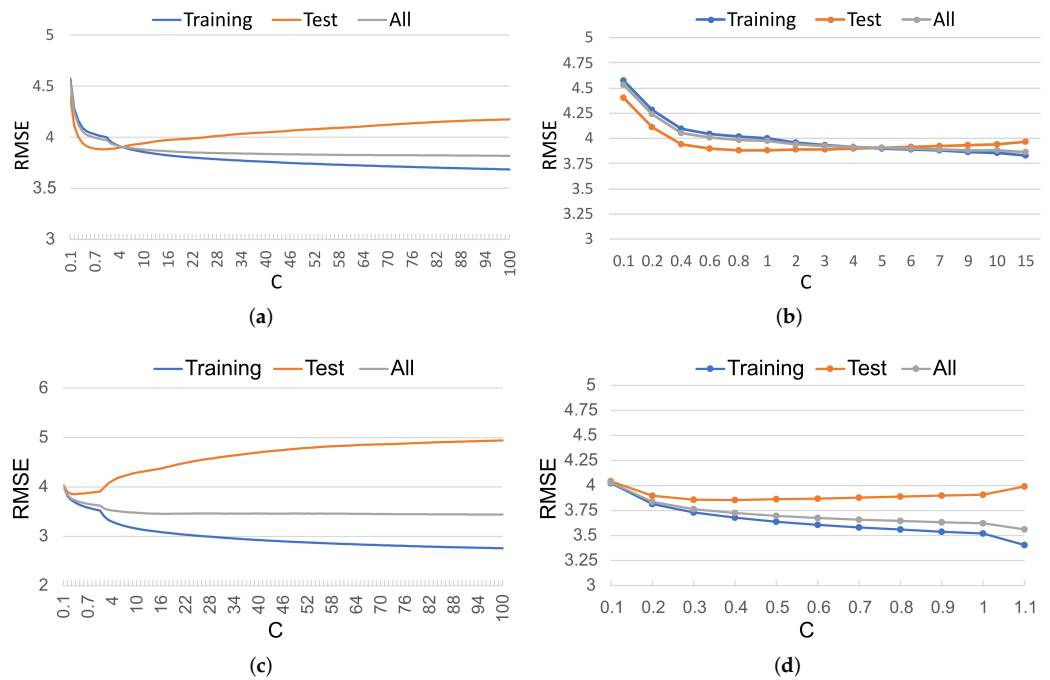 Training Test All
5
4.5
4
3.5
3
RMSE
0.1 0.7 4 10 16 22 28 34 40 46 52 58 64 70 76 82 88 94 100
C
(a)
Training Test All
5
4.75
4.5
4.25
4
3.75
3.5
3.25
3
RMSE
0.1 0.2 0.4 0.6 0.8 1 2 3 4 5 6 7 9 10 15
C
(b)
Training Test All
6
5
4
3
2
RMSE
0.1 0.7 4 10 16 22 28 34 40 46 52 58 64 70 76 82 88 94 100
C
(c)
Training Test All
5
4.75
4.5
4.25
4
3.75
3.5
3.25
3
RMSE
0.1 0.2 0.3 0.4 0.5 0.6 0.7 0.8 0.9 1 1.1
C
(d)